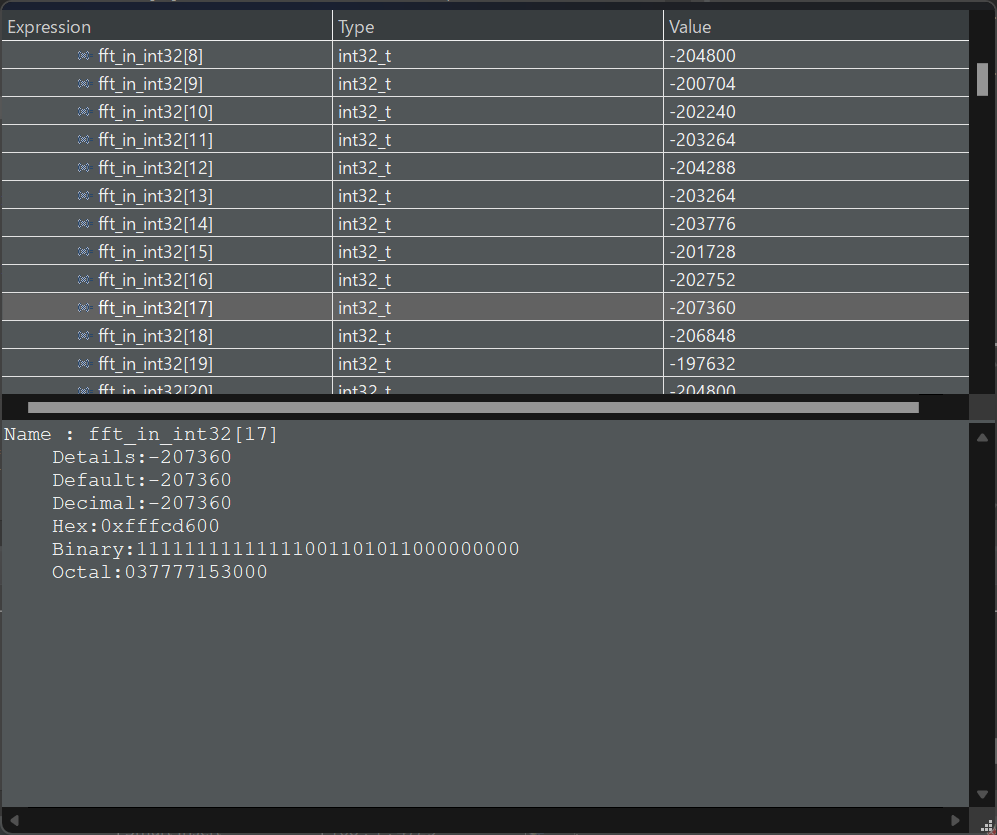 Expression Type Value
fft_in_int32[8] int32_t -204800
fft_in_int32[9] int32_t -200704
fft_in_int32[10] int32_t -202240
fft_in_int32[11] int32_t -203264
fft_in_int32[12] int32_t -204288
fft_in_int32[13] int32_t -203264
fft_in_int32[14] int32_t -203776
fft_in_int32[15] int32_t -201728
fft_in_int32[16] int32_t -202752
fft_in_int32[17] int32_t -207360
fft_in_int32[18] int32_t -206848
fft_in_int32[19] int32_t -197632
fft_in_int32[20] int32_t -204800
Name : fft_in_int32[17]
Details:-207360
Default:-207360
Decimal:-207360
Hex:0xfffcd600
Binary:11111111111111001101011000000000
Octal:037777153000